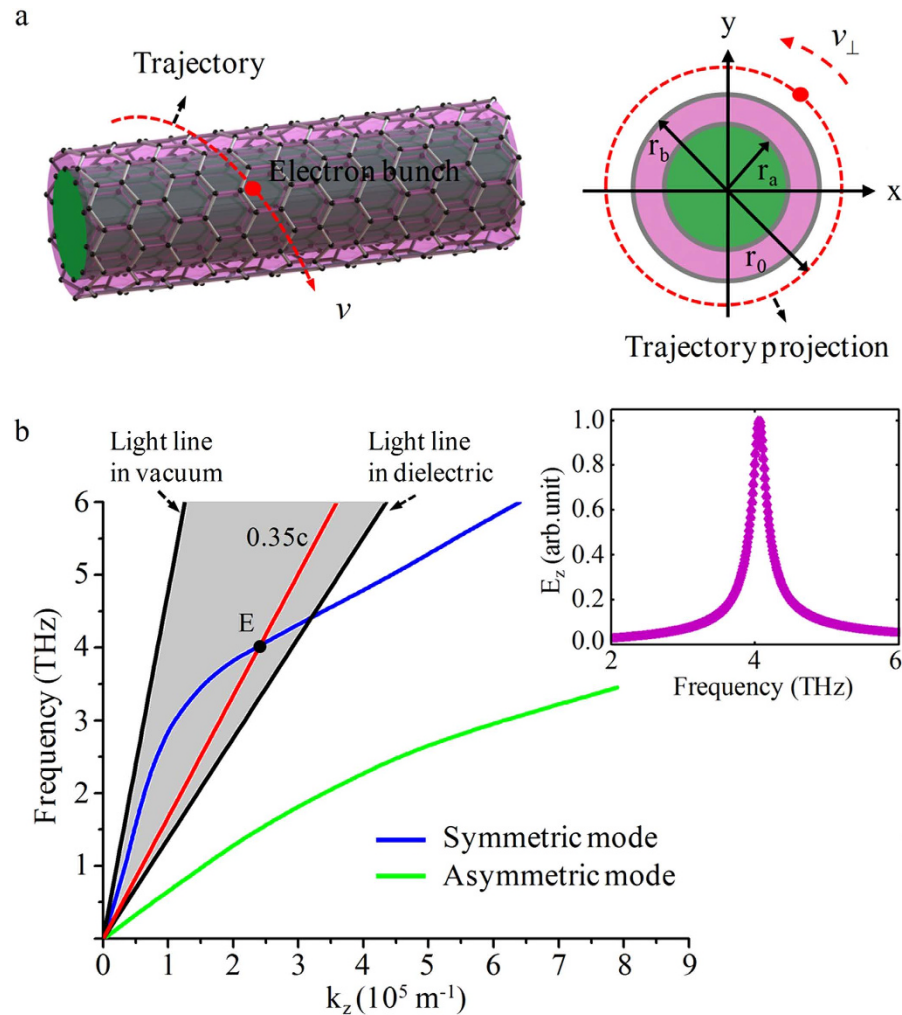 a
Trajectory
Electron bunch
v
y
v⊥
r_b
r_a
x
r_0
Trajectory projection
b
Light line
in vacuum
Light line
in dielectric
0.35c
E
Symmetric mode
Asymmetric mode
6
5
4
3
2
1
Frequency (THz)
0 1 2 3 4 5 6 7 8 9
k_z (10⁵ m⁻¹)
1.0
0.8
0.6
0.4
0.2
0.0
E_z (arb.unit)
2 4 6
Frequency (THz)